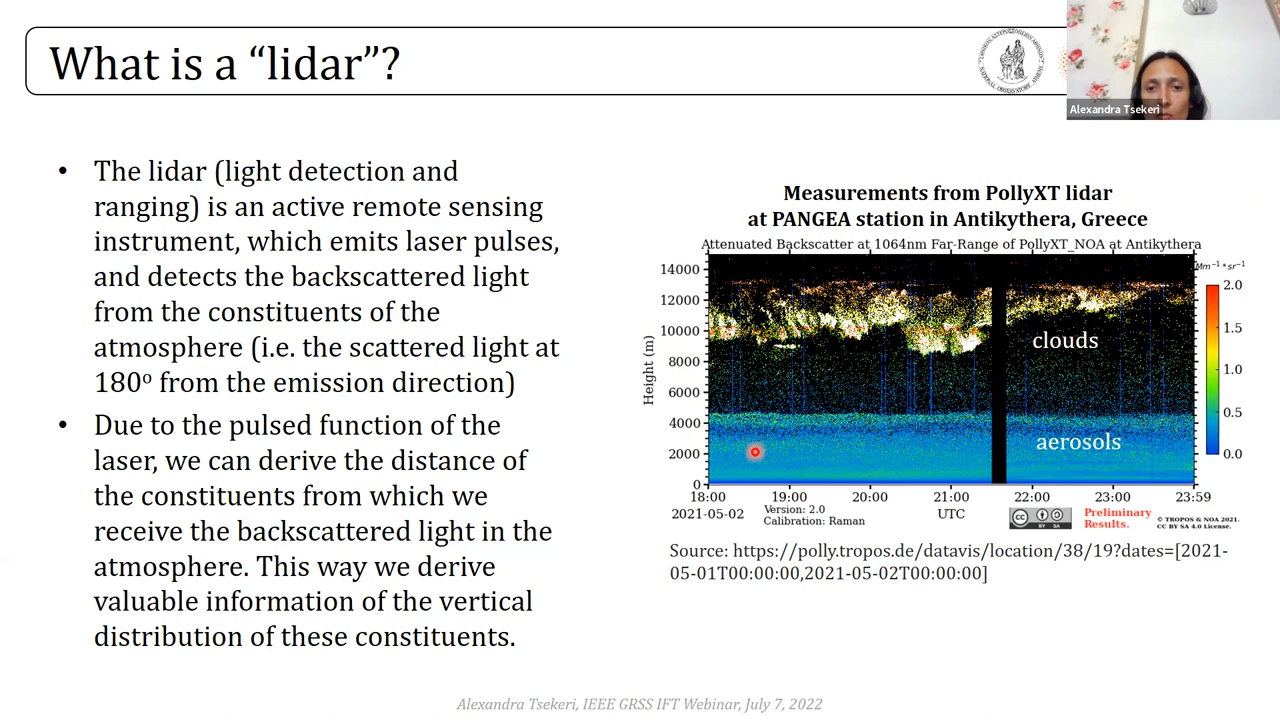 What is a “lidar”?
Alexandra Tsekeri
• The lidar (light detection and
ranging) is an active remote sensing
instrument, which emits laser pulses,
and detects the backscattered light
from the constituents of the
atmosphere (i.e. the scattered light at
180º from the emission direction)
• Due to the pulsed function of the
laser, we can derive the distance of
the constituents from which we
receive the backscattered light in the
atmosphere. This way we derive
valuable information of the vertical
distribution of these constituents.
Measurements from PollyXT lidar
at PANGEA station in Antikythera, Greece
Attenuated Backscatter at 1064nm Far-Range of PollyXT_NOA at Antikythera
Mm⁻¹*sr⁻¹
Height (m)
14000
12000
10000
8000
6000
4000
2000
0
clouds
aerosols
2.0
1.5
1.0
0.5
0.0
18:00 19:00 20:00 21:00 22:00 23:00 23:59
2021-05-02
Version: 2.0
Calibration: Raman
UTC
cc BY SA
Preliminary
Results.
© TROPOS & NOA 2021.
CC BY SA 4.0 License.
Source: https://polly.tropos.de/datavis/location/38/19?dates=[2021-
05-01T00:00:00,2021-05-02T00:00:00]
Alexandra Tsekeri, IEEE GRSS IFT Webinar, July 7, 2022